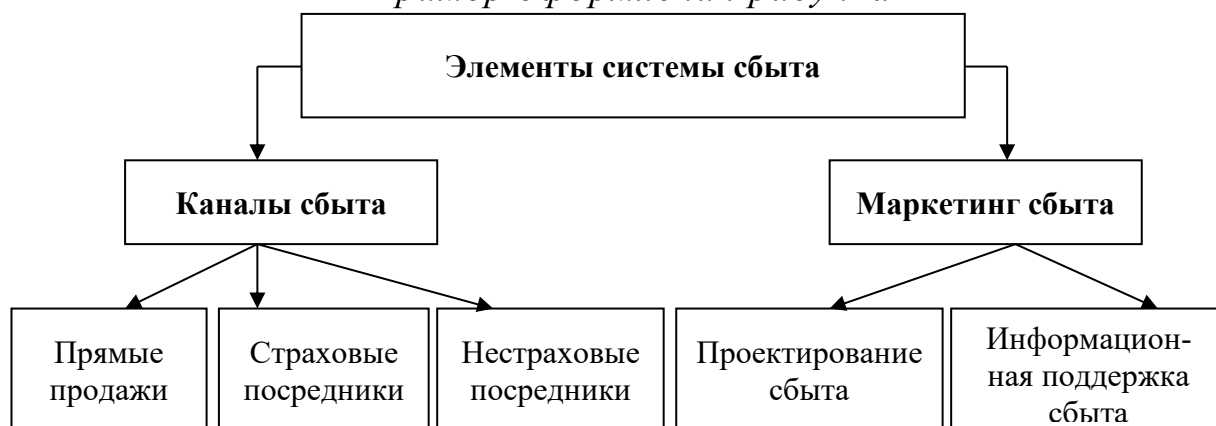 Элементы системы сбыта
Каналы сбыта
Маркетинг сбыта
Прямые
продажи
Страховые
посредники
Нестраховые
посредники
Проектирование
сбыта
Информацион-
ная поддержка
сбыта